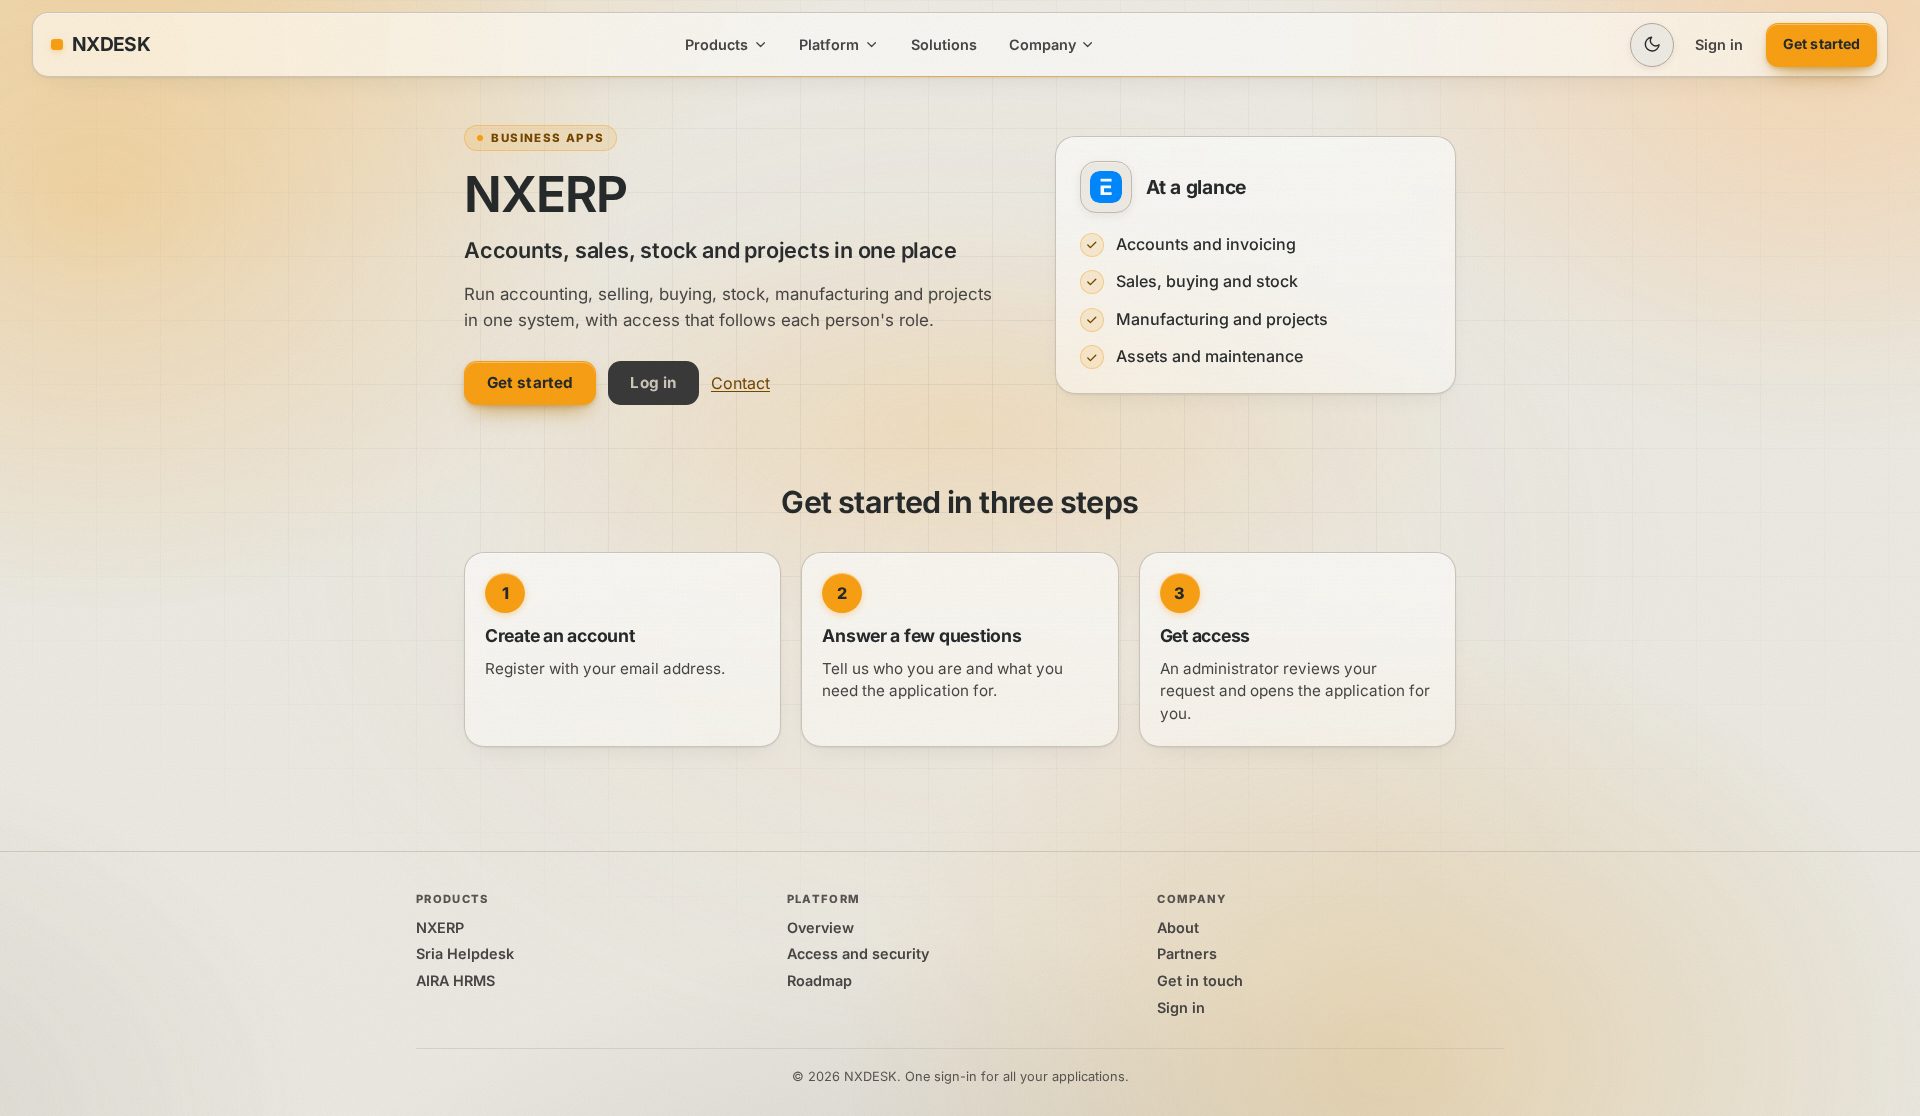 NXDESK
Products
Platform
Solutions
Company
Sign in
Get started
BUSINESS APPS
NXERP
Accounts, sales, stock and projects in one place
Run accounting, selling, buying, stock, manufacturing and projects
in one system, with access that follows each person's role.
Get started
Log in
Contact
At a glance
Accounts and invoicing
Sales, buying and stock
Manufacturing and projects
Assets and maintenance
Get started in three steps
1
Create an account
Register with your email address.
2
Answer a few questions
Tell us who you are and what you
need the application for.
3
Get access
An administrator reviews your
request and opens the application for
you.
PRODUCTS
NXERP
Sria Helpdesk
AIRA HRMS
PLATFORM
Overview
Access and security
Roadmap
COMPANY
About
Partners
Get in touch
Sign in
© 2026 NXDESK. One sign-in for all your applications.